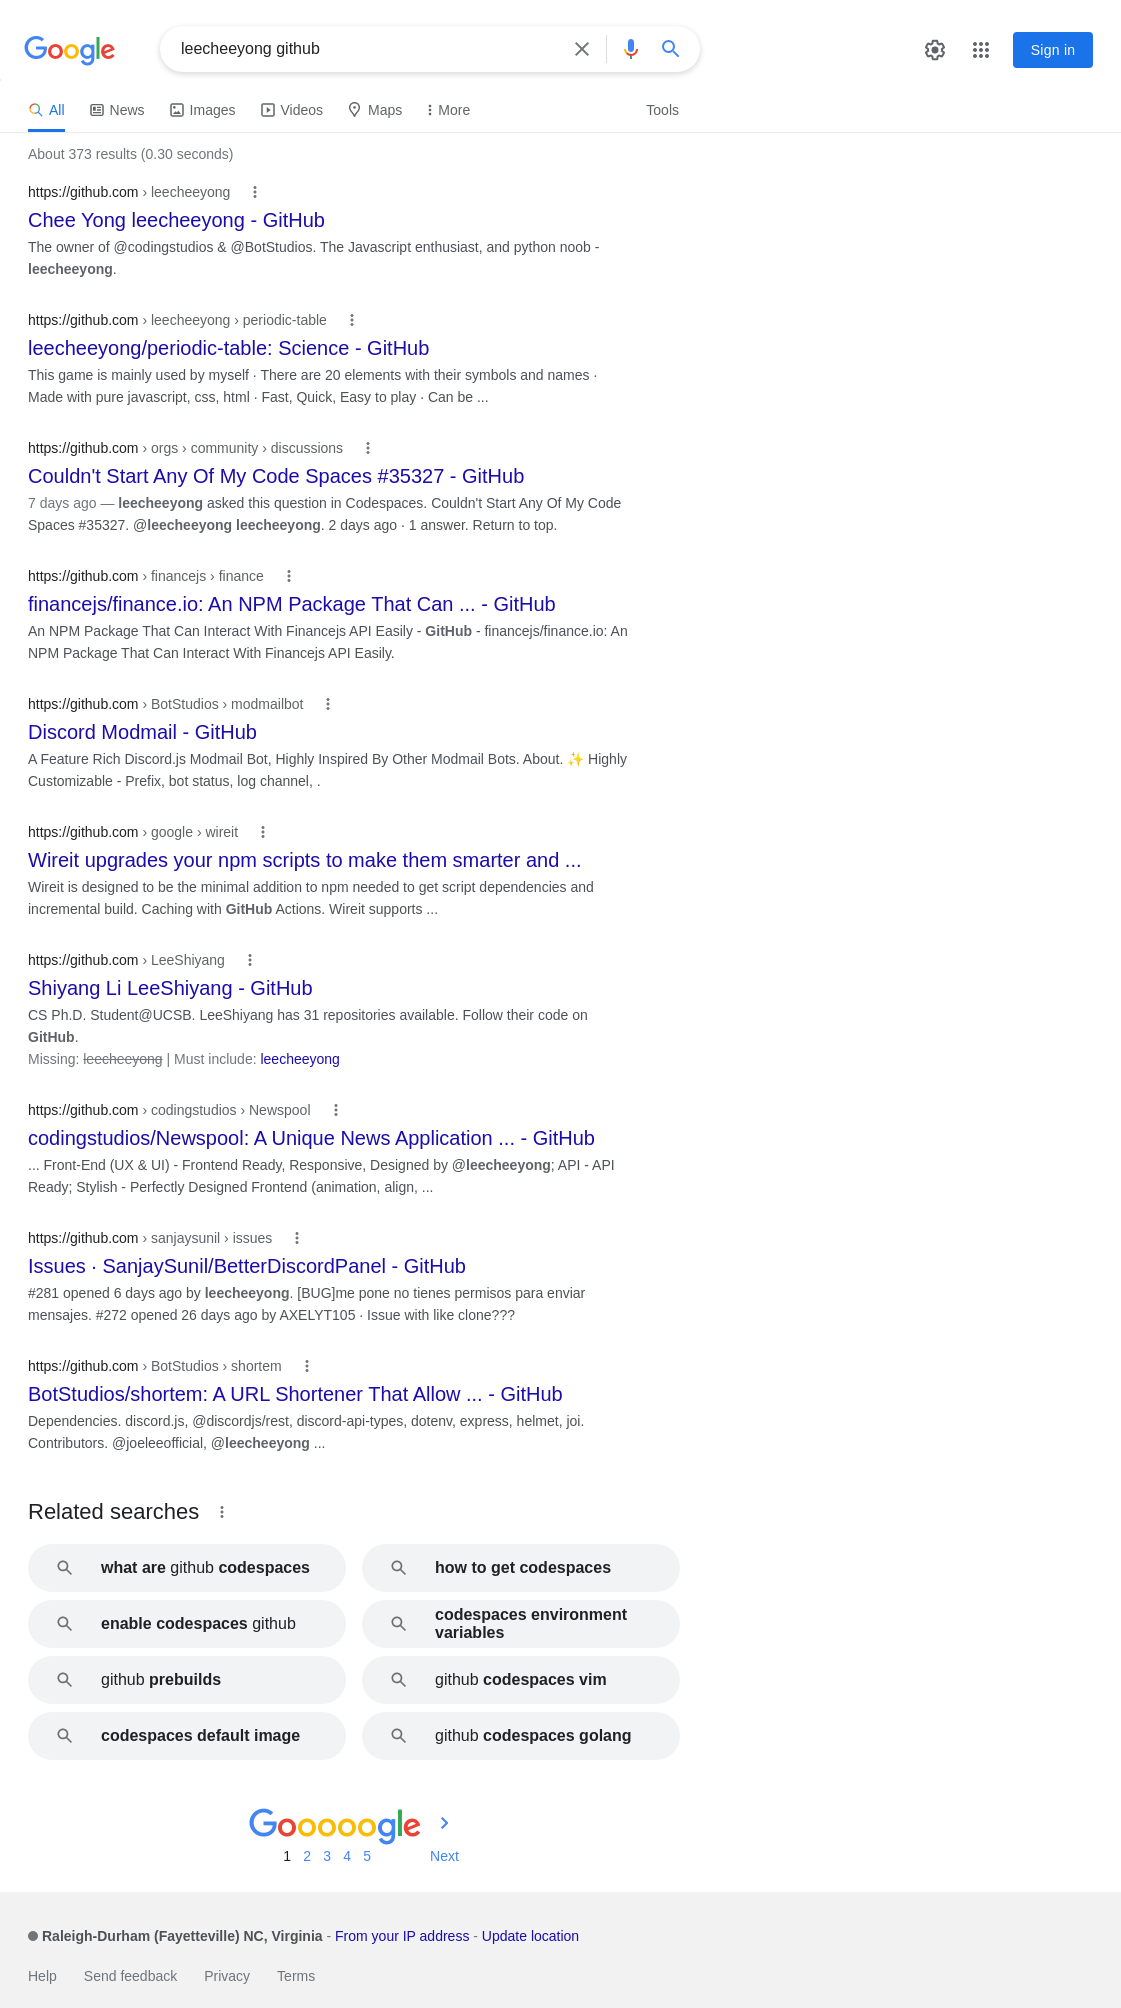 Google
leecheeyong github
Sign in
All
News
Images
Videos
Maps
More
Tools
About 373 results (0.30 seconds)
https://github.com › leecheeyong
Chee Yong leecheeyong - GitHub
The owner of @codingstudios & @BotStudios. The Javascript enthusiast, and python noob -
leecheeyong.
https://github.com › leecheeyong › periodic-table
leecheeyong/periodic-table: Science - GitHub
This game is mainly used by myself · There are 20 elements with their symbols and names ·
Made with pure javascript, css, html · Fast, Quick, Easy to play · Can be ...
https://github.com › orgs › community › discussions
Couldn't Start Any Of My Code Spaces #35327 - GitHub
7 days ago — leecheeyong asked this question in Codespaces. Couldn't Start Any Of My Code
Spaces #35327. @leecheeyong leecheeyong. 2 days ago · 1 answer. Return to top.
https://github.com › financejs › finance
financejs/finance.io: An NPM Package That Can ... - GitHub
An NPM Package That Can Interact With Financejs API Easily - GitHub - financejs/finance.io: An
NPM Package That Can Interact With Financejs API Easily.
https://github.com › BotStudios › modmailbot
Discord Modmail - GitHub
A Feature Rich Discord.js Modmail Bot, Highly Inspired By Other Modmail Bots. About. ✨ Highly
Customizable - Prefix, bot status, log channel, .
https://github.com › google › wireit
Wireit upgrades your npm scripts to make them smarter and ...
Wireit is designed to be the minimal addition to npm needed to get script dependencies and
incremental build. Caching with GitHub Actions. Wireit supports ...
https://github.com › LeeShiyang
Shiyang Li LeeShiyang - GitHub
CS Ph.D. Student@UCSB. LeeShiyang has 31 repositories available. Follow their code on
GitHub.
Missing: leecheeyong | Must include: leecheeyong
https://github.com › codingstudios › Newspool
codingstudios/Newspool: A Unique News Application ... - GitHub
... Front-End (UX & UI) - Frontend Ready, Responsive, Designed by @leecheeyong; API - API
Ready; Stylish - Perfectly Designed Frontend (animation, align, ...
https://github.com › sanjaysunil › issues
Issues · SanjaySunil/BetterDiscordPanel - GitHub
#281 opened 6 days ago by leecheeyong. [BUG]me pone no tienes permisos para enviar
mensajes. #272 opened 26 days ago by AXELYT105 · Issue with like clone???
https://github.com › BotStudios › shortem
BotStudios/shortem: A URL Shortener That Allow ... - GitHub
Dependencies. discord.js, @discordjs/rest, discord-api-types, dotenv, express, helmet, joi.
Contributors. @joeleeofficial, @leecheeyong ...
Related searches
what are github codespaces
how to get codespaces
enable codespaces github
codespaces environment
variables
github prebuilds
github codespaces vim
codespaces default image
github codespaces golang
Gooooogle
1 2 3 4 5 Next
Raleigh-Durham (Fayetteville) NC, Virginia - From your IP address - Update location
Help Send feedback Privacy Terms